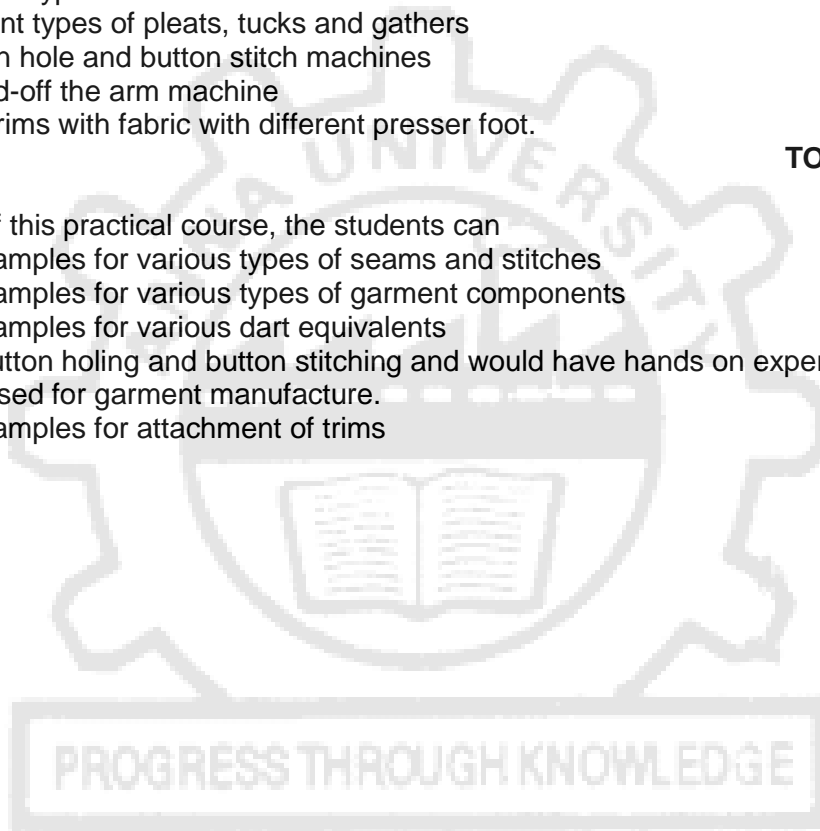 nt types of pleats, tucks and gathers
n hole and button stitch machines
d-off the arm machine
rims with fabric with different presser foot.
TO
f this practical course, the students can
amples for various types of seams and stitches
amples for various types of garment components
amples for various dart equivalents
utton holing and button stitching and would have hands on exper
sed for garment manufacture.
amples for attachment of trims
UNIVERSITY
PROGRESS THROUGH KNOWLEDGE